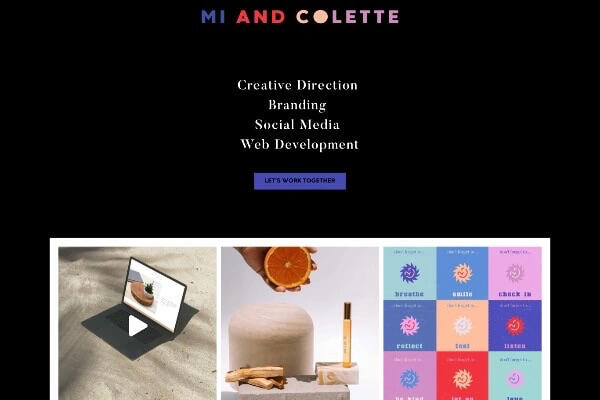 MI AND COLETTE
Creative Direction
Branding
Social Media
Web Development
LET'S WORK TOGETHER
don't forget to... don't forget to... don't forget to...
breathe smile check in
don't forget to... don't forget to... don't forget to...
reflect feel listen
don't forget to... don't forget to... don't forget to...
be kind let go love